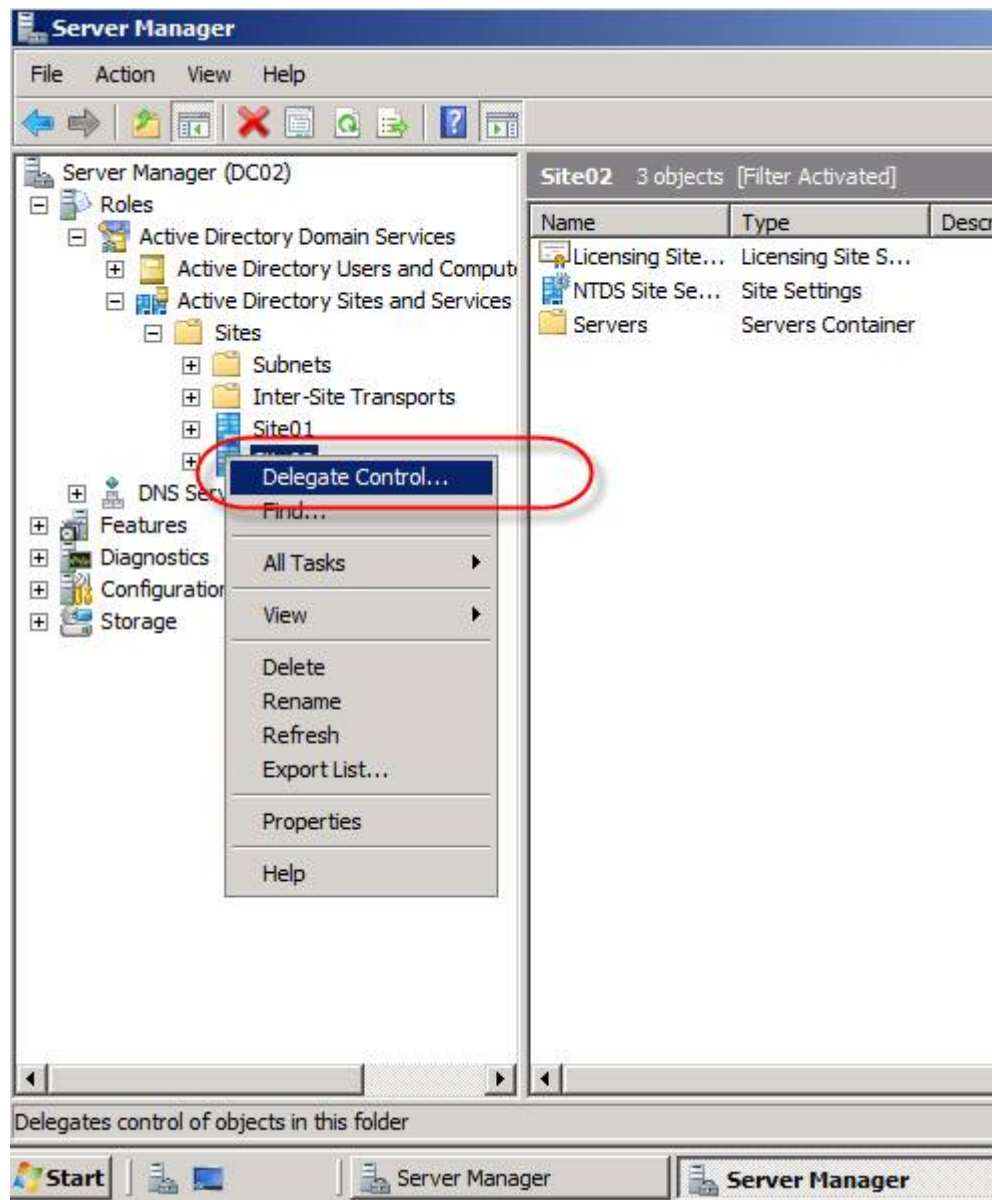 Server Manager
File Action View Help
Server Manager (DC02)
Roles
Active Directory Domain Services
Active Directory Users and Compute
Active Directory Sites and Services
Sites
Subnets
Inter-Site Transports
Site01
DNS Serv
Features
Diagnostics
Configuration
Storage
Delegate Control...
Find...
All Tasks
View
Delete
Rename
Refresh
Export List...
Properties
Help
Site02 3 objects [Filter Activated]
Name Type Descr
Licensing Site... Licensing Site S...
NTDS Site Se... Site Settings
Servers Servers Container
Delegates control of objects in this folder
Start Server Manager Server Manager